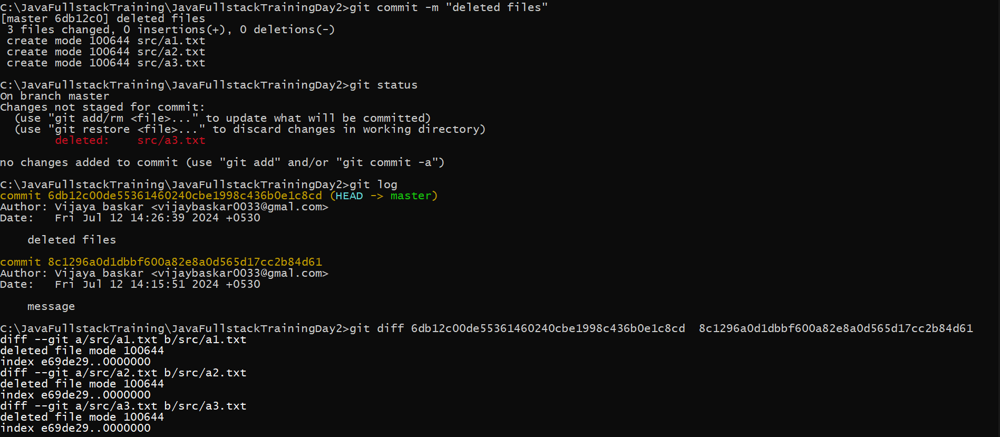 C:\JavaFullstackTraining\JavaFullstackTrainingDay2>git commit -m "deleted files"
[master 6db12c0] deleted files
 3 files changed, 0 insertions(+), 0 deletions(-)
 create mode 100644 src/a1.txt
 create mode 100644 src/a2.txt
 create mode 100644 src/a3.txt
C:\JavaFullstackTraining\JavaFullstackTrainingDay2>git status
On branch master
Changes not staged for commit:
  (use "git add/rm <file>..." to update what will be committed)
  (use "git restore <file>..." to discard changes in working directory)
        deleted:    src/a3.txt
no changes added to commit (use "git add" and/or "git commit -a")
C:\JavaFullstackTraining\JavaFullstackTrainingDay2>git log
commit 6db12c00de55361460240cbe1998c436b0e1c8cd (HEAD -> master)
Author: Vijaya baskar <vijaybaskar0033@gmal.com>
Date:   Fri Jul 12 14:26:39 2024 +0530
    deleted files
commit 8c1296a0d1dbbf600a82e8a0d565d17cc2b84d61
Author: Vijaya baskar <vijaybaskar0033@gmal.com>
Date:   Fri Jul 12 14:15:51 2024 +0530
    message
C:\JavaFullstackTraining\JavaFullstackTrainingDay2>git diff 6db12c00de55361460240cbe1998c436b0e1c8cd  8c1296a0d1dbbf600a82e8a0d565d17cc2b84d61
diff --git a/src/a1.txt b/src/a1.txt
deleted file mode 100644
index e69de29..0000000
diff --git a/src/a2.txt b/src/a2.txt
deleted file mode 100644
index e69de29..0000000
diff --git a/src/a3.txt b/src/a3.txt
deleted file mode 100644
index e69de29..0000000